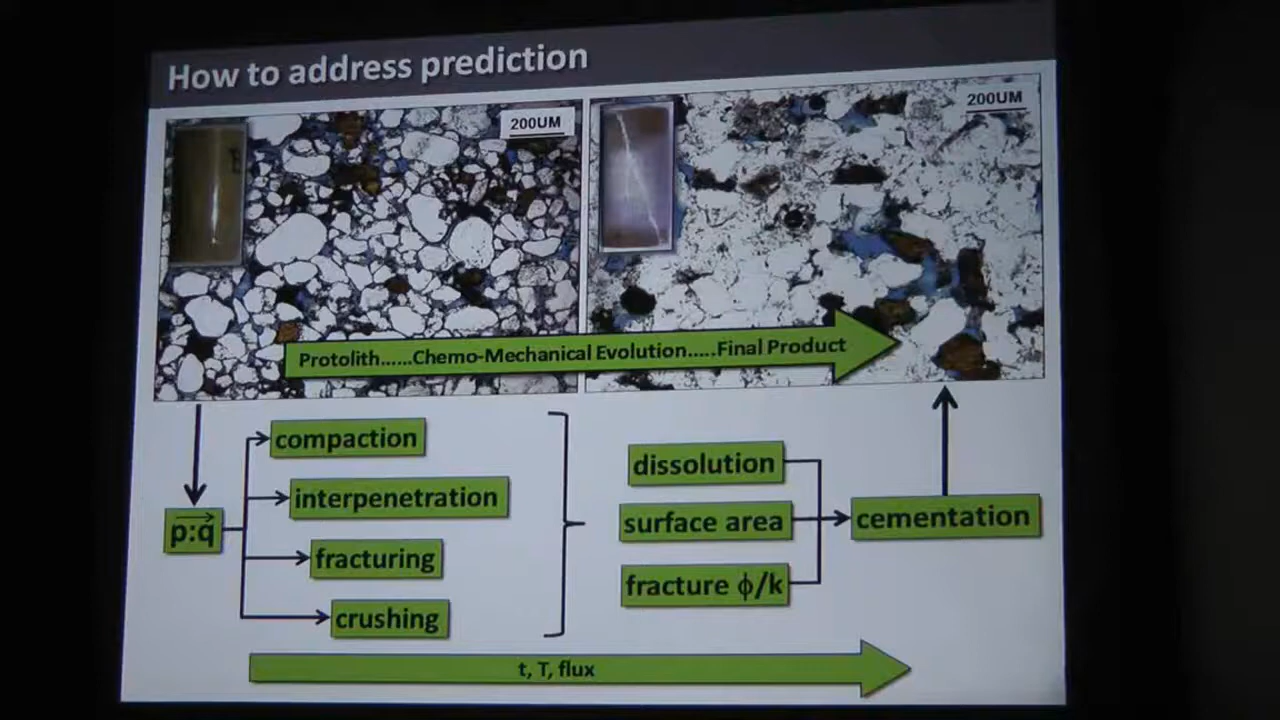 How to address prediction
200UM
200UM
Protolith......Chemo-Mechanical Evolution.....Final Product
compaction
interpenetration
p:q
fracturing
crushing
dissolution
surface area
fracture ϕ/k
cementation
t, T, flux